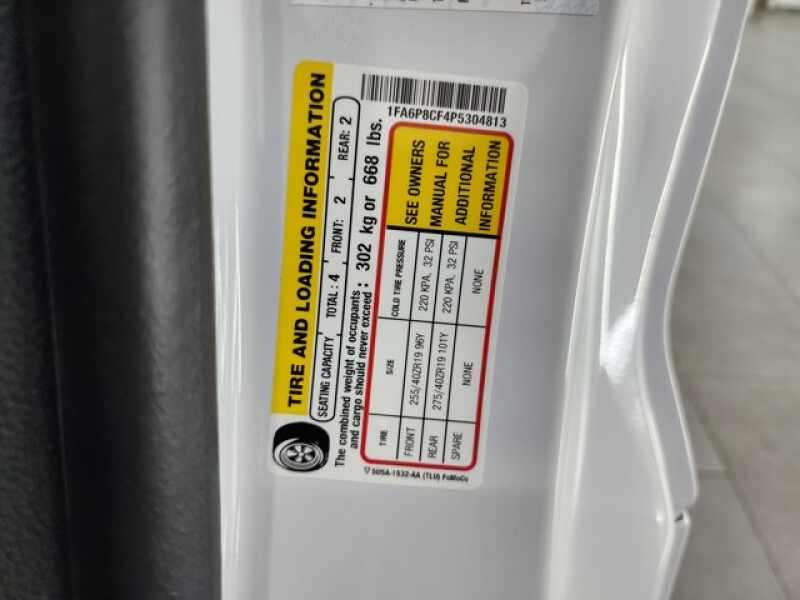 TIRE AND LOADING INFORMATION
SEATING CAPACITY TOTAL: 4 FRONT: 2 REAR: 2
The combined weight of occupants
and cargo should never exceed: 302 kg or 668 lbs.
TIRE SIZE COLD TIRE PRESSURE
FRONT 255/40ZR19 96Y 220 KPA, 32 PSI
REAR 275/40ZR19 101Y 220 KPA, 32 PSI
SPARE NONE NONE
SEE OWNERS
MANUAL FOR
ADDITIONAL
INFORMATION
1FA6P8CF4P5304813
5U5A-1532-AA (TLU) FoMoCo